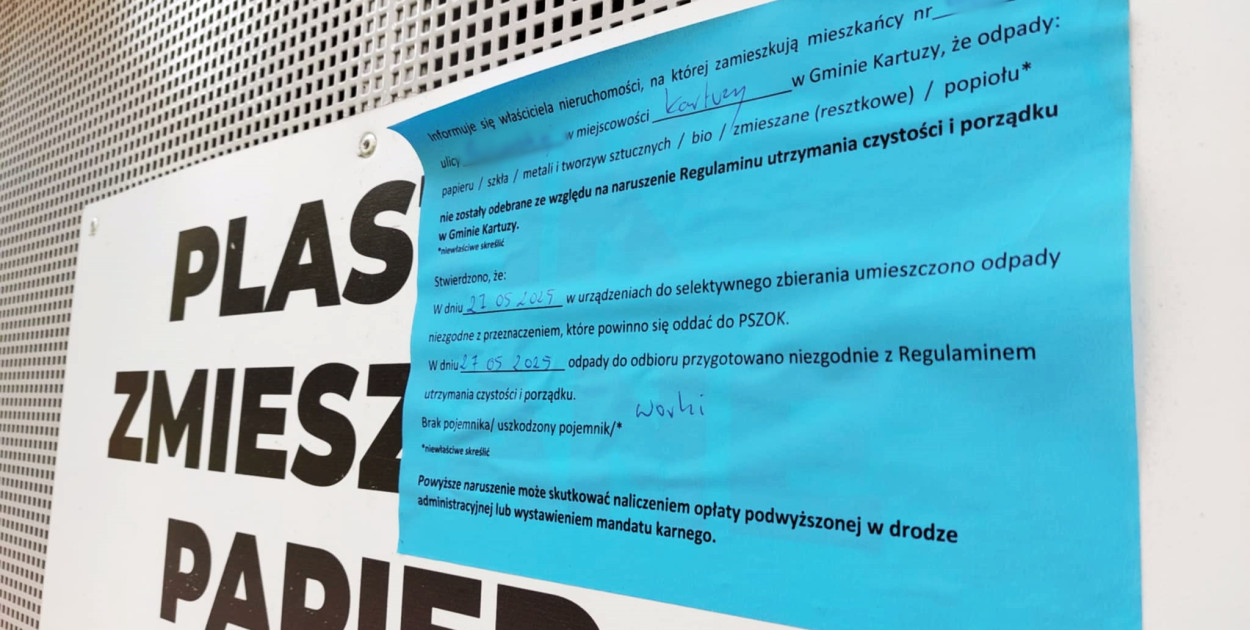 Informuje się właściciela nieruchomości, na której zamieszkują mieszkańcy nr
ulicy w miejscowości Kartuzy w Gminie Kartuzy, że odpady:
papieru / szkła / metali i tworzyw sztucznych / bio / zmieszane (resztkowe) / popiołu*
nie zostały odebrane ze względu na naruszenie Regulaminu utrzymania czystości i porządku
w Gminie Kartuzy.
*niewłaściwe skreślić
Stwierdzono, że:
W dniu 27 05 2025 w urządzeniach do selektywnego zbierania umieszczono odpady
niezgodne z przeznaczeniem, które powinno się oddać do PSZOK.
W dniu 27 05 2025 odpady do odbioru przygotowano niezgodnie z Regulaminem
utrzymania czystości i porządku.
Brak pojemnika/ uszkodzony pojemnik/* worki
*niewłaściwe skreślić
Powyższe naruszenie może skutkować naliczeniem opłaty podwyższonej w drodze
administracyjnej lub wystawieniem mandatu karnego.
PLAS
ZMIESZ
PAPIER